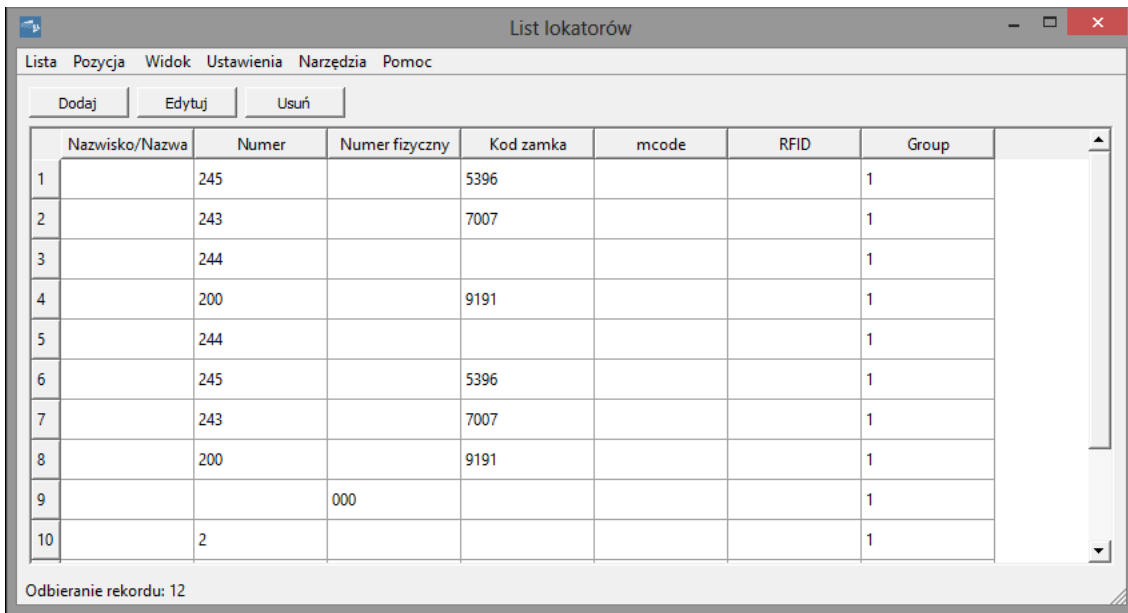 List lokatorów
Lista Pozycja Widok Ustawienia Narzędzia Pomoc
Dodaj Edytuj Usuń
Nazwisko/Nazwa Numer Numer fizyczny Kod zamka mcode RFID Group
1 245 5396 1
2 243 7007 1
3 244 1
4 200 9191 1
5 244 1
6 245 5396 1
7 243 7007 1
8 200 9191 1
9 000 1
10 2 1
Odbieranie rekordu: 12